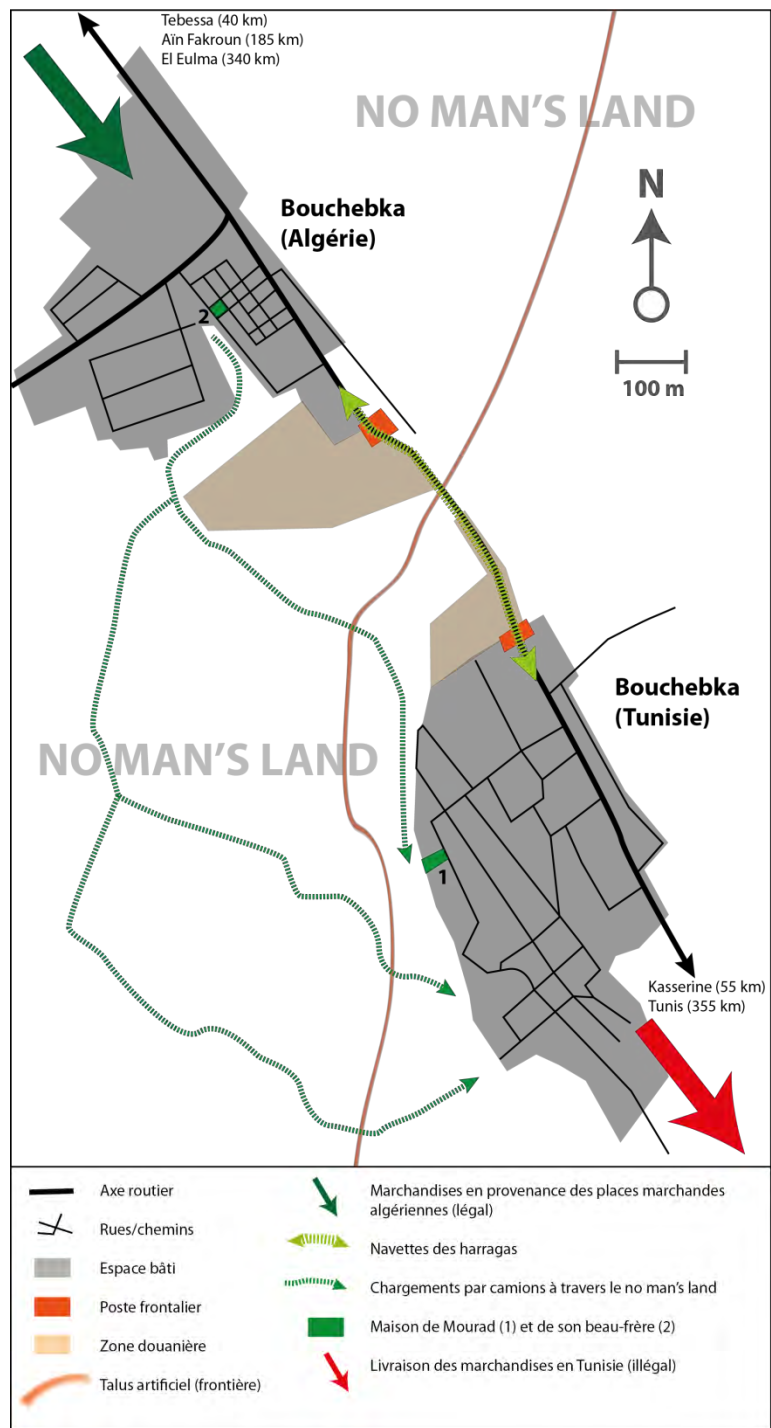 Tebessa (40 km)
Aïn Fakroun (185 km)
El Eulma (340 km)
NO MAN'S LAND
N
Bouchebka
(Algérie)
2
100 m
Bouchebka
(Tunisie)
NO MAN'S LAND
1
Kasserine (55 km)
Tunis (355 km)
Axe routier
Rues/chemins
Espace bâti
Poste frontalier
Zone douanière
Talus artificiel (frontière)
Marchandises en provenance des places marchandes
algériennes (légal)
Navettes des harragas
Chargements par camions à travers le no man's land
Maison de Mourad (1) et de son beau-frère (2)
Livraison des marchandises en Tunisie (illégal)